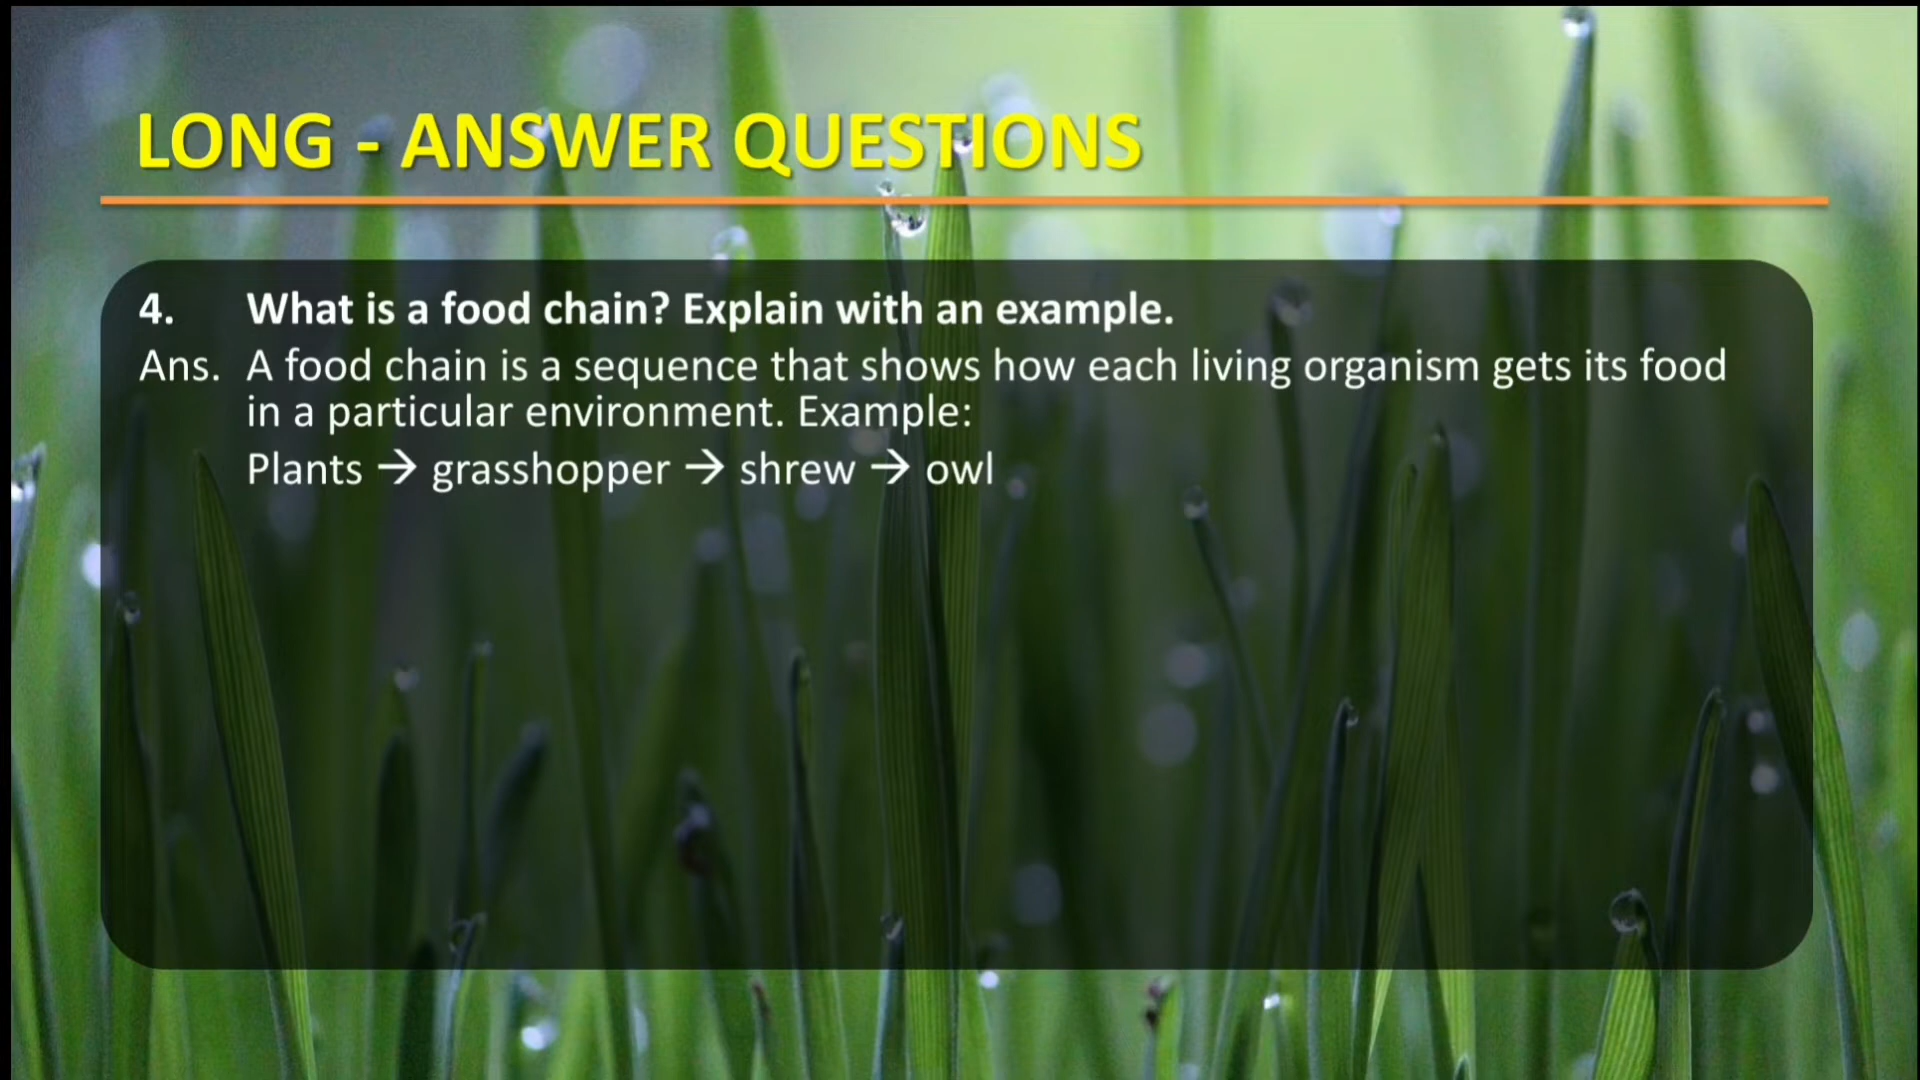 LONG - ANSWER QUESTIONS
4. What is a food chain? Explain with an example.
Ans. A food chain is a sequence that shows how each living organism gets its food
in a particular environment. Example:
Plants → grasshopper → shrew → owl